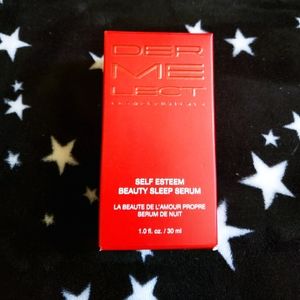 DER
ME
LECT
SELF ESTEEM
BEAUTY SLEEP SERUM
LA BEAUTE DE L'AMOUR PROPRE
SERUM DE NUIT
1.0 fl. oz. / 30 ml